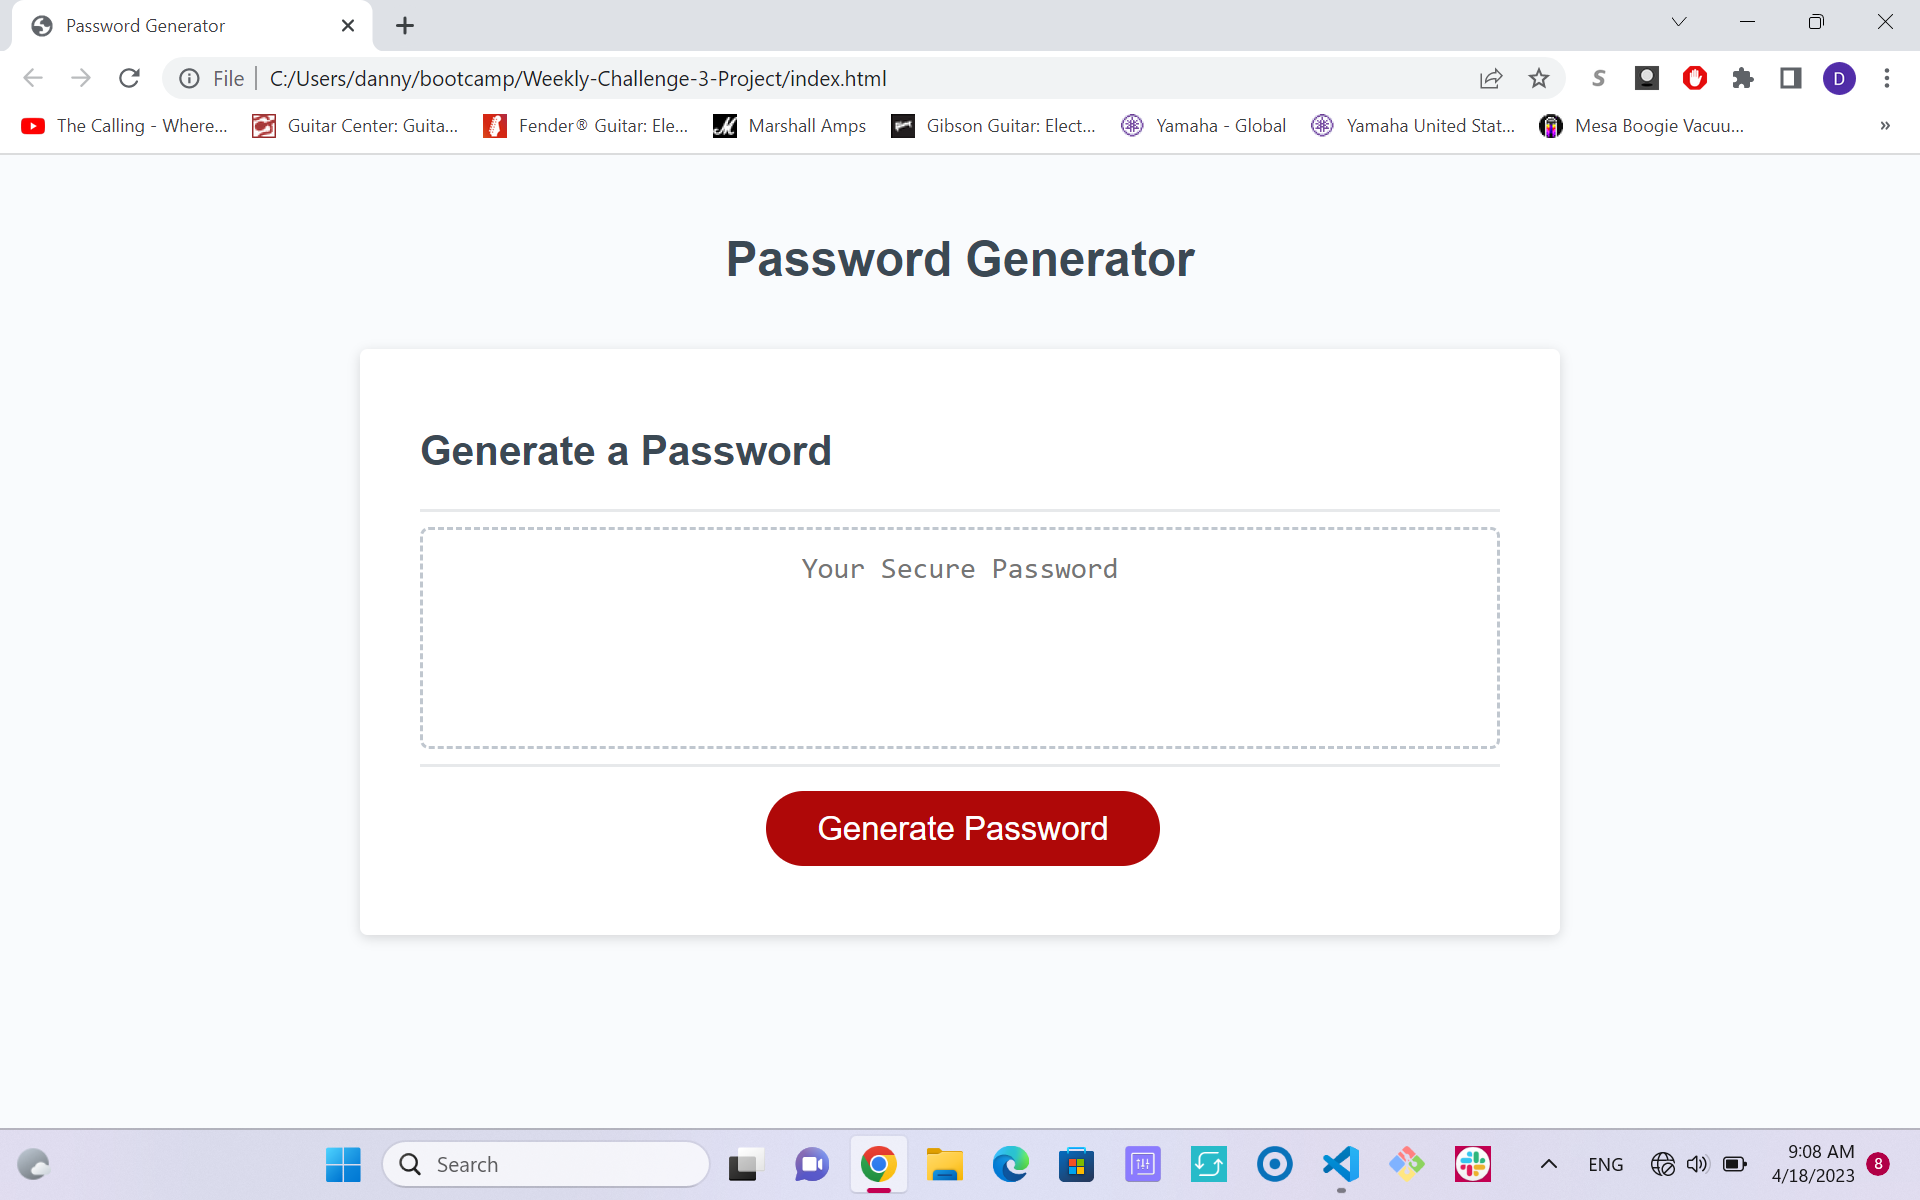 Password Generator
File
C:/Users/danny/bootcamp/Weekly-Challenge-3-Project/index.html
S
D
The Calling - Where...
Guitar Center: Guita...
Fender® Guitar: Ele...
Marshall Amps
Gibson Guitar: Elect...
Yamaha - Global
Yamaha United Stat...
Mesa Boogie Vacuu...
»
Password Generator
Generate a Password
Your Secure Password
Generate Password
Search
ENG
9:08 AM
4/18/2023
8